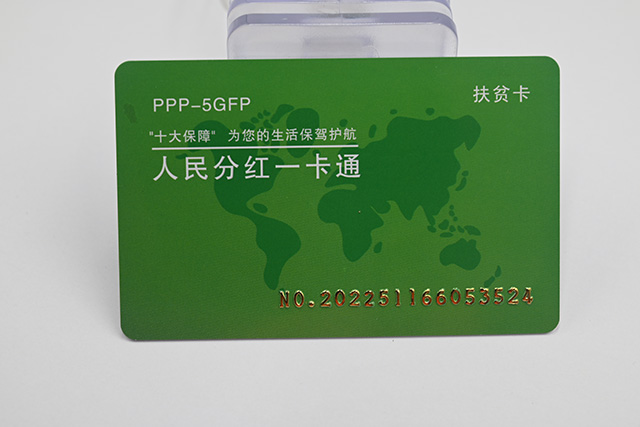 PPP-5GFP
扶贫卡
"十大保障" 为您的生活保驾护航
人民分红一卡通
NO.202251166053524